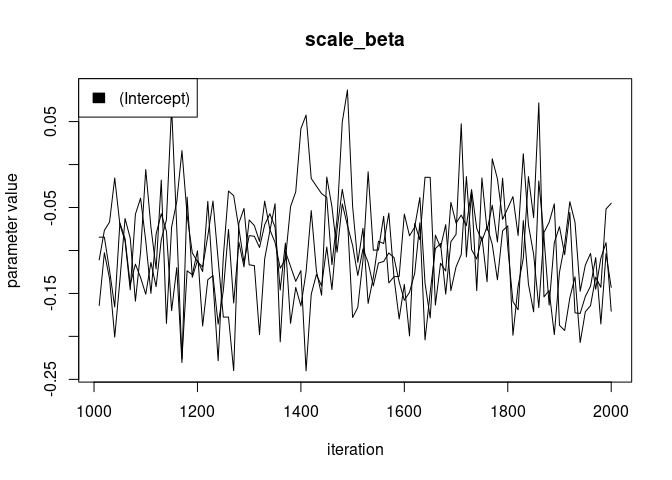 scale_beta
(Intercept)
0.05
-0.05
-0.15
-0.25
parameter value
1000 1200 1400 1600 1800 2000
iteration